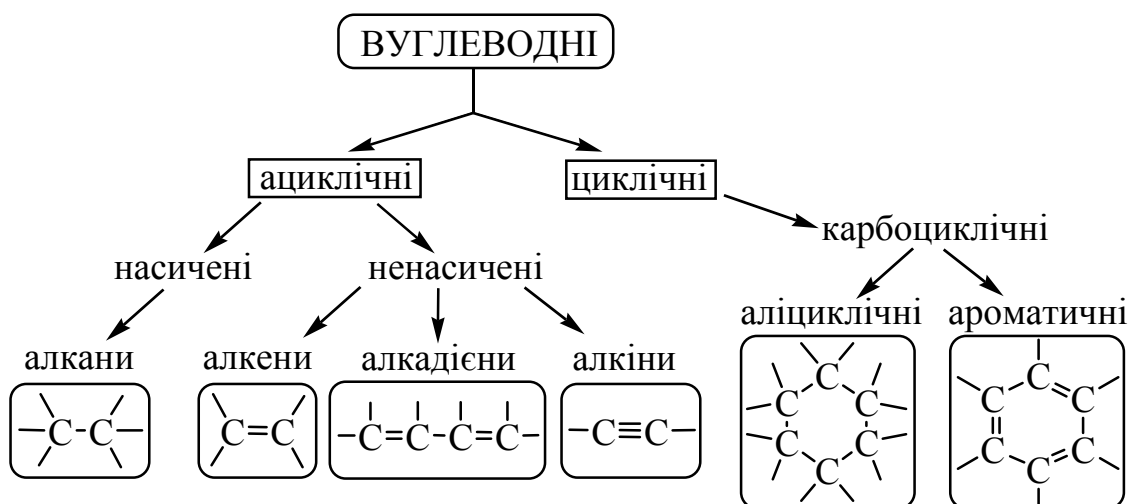 ВУГЛЕВОДНІ
ациклічні циклічні
карбоциклічні
насичені ненасичені
аліциклічні ароматичні
алкани алкени алкадієни алкіни
C-C C=C C=C-C=C C≡C
C C
C C C C
C C C C
C C